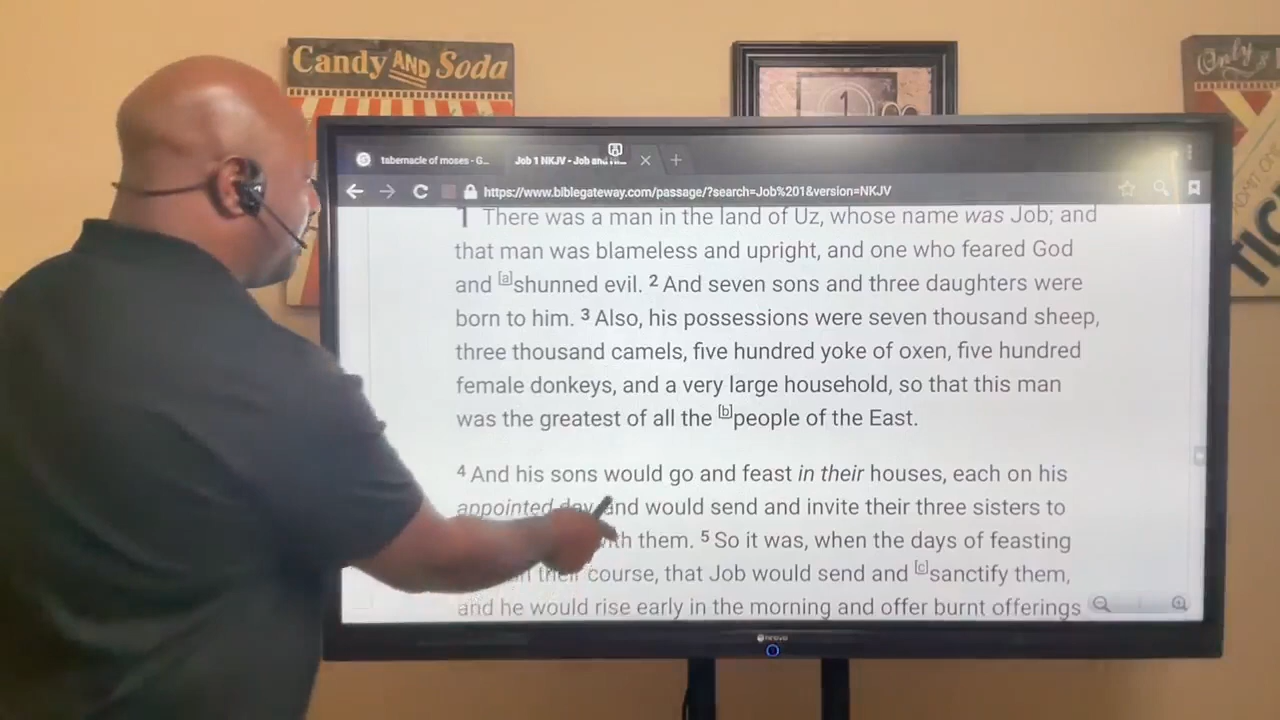 Candy AND Soda
Only
1
ADMIT ON
TIC
tabernacle of moses - G...
Job 1 NKJV - Job and
https://www.biblegateway.com/passage/?search=Job%201&version=NKJV
1 There was a man in the land of Uz, whose name was Job; and
that man was blameless and upright, and one who feared God
and [a]shunned evil. 2 And seven sons and three daughters were
born to him. 3 Also, his possessions were seven thousand sheep,
three thousand camels, five hundred yoke of oxen, five hundred
female donkeys, and a very large household, so that this man
was the greatest of all the [b]people of the East.
4 And his sons would go and feast in their houses, each on his
appointed day and would send and invite their three sisters to
with them. 5 So it was, when the days of feasting
their course, that Job would send and [c]sanctify them,
and he would rise early in the morning and offer burnt offerings